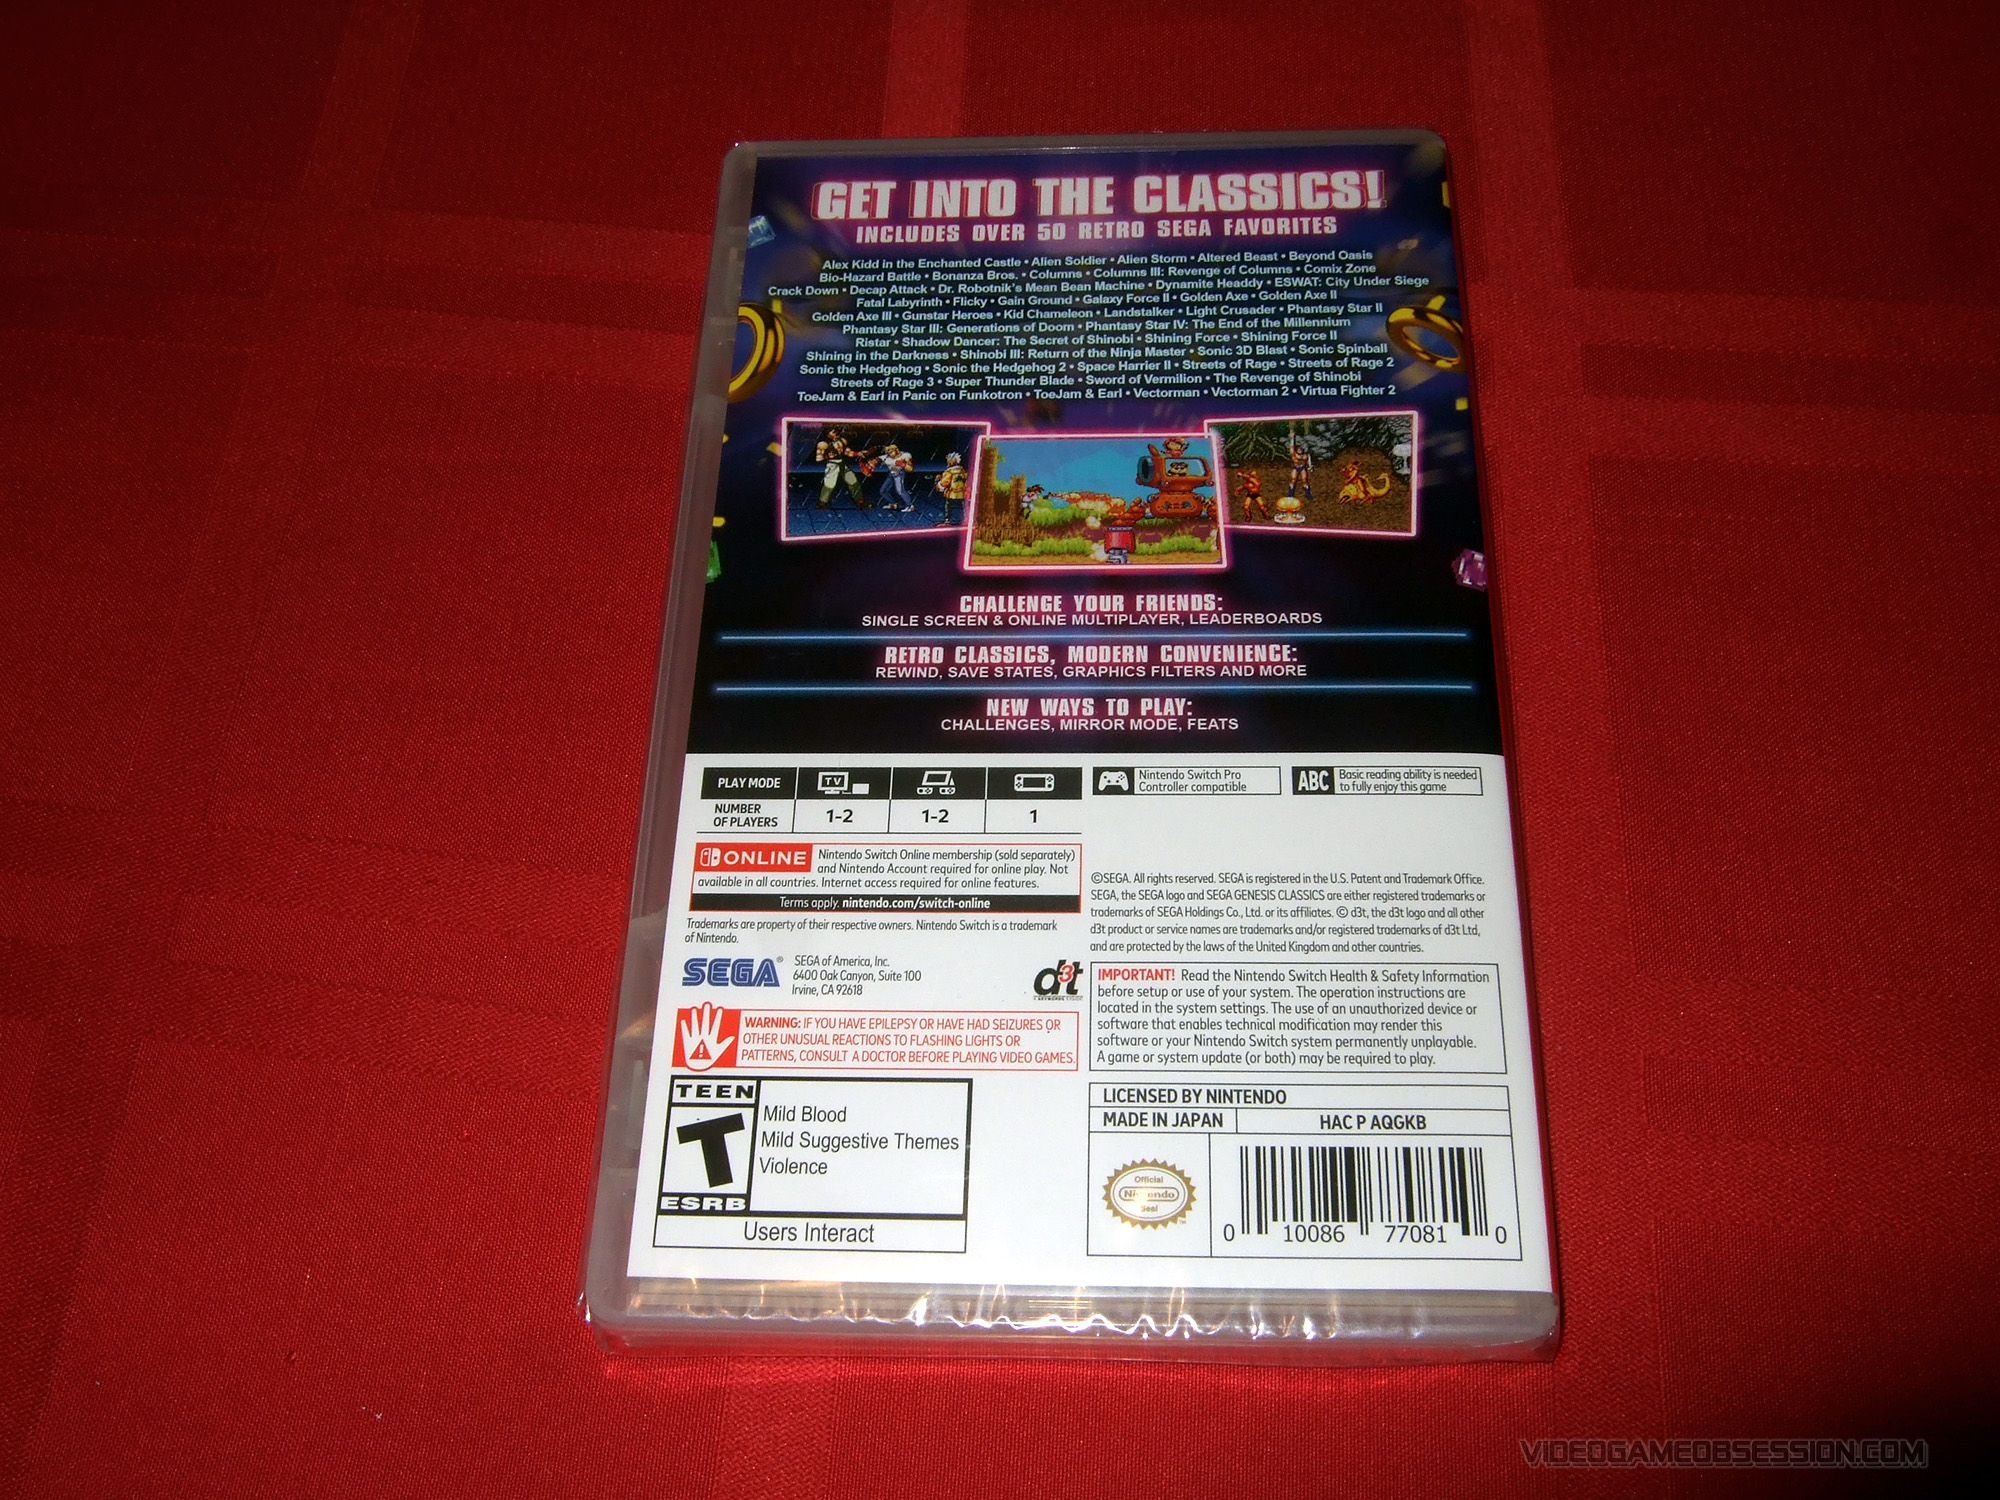 GET INTO THE CLASSICS!
INCLUDES OVER 50 RETRO SEGA FAVORITES
Alex Kidd in the Enchanted Castle • Alien Soldier • Alien Storm • Altered Beast • Beyond Oasis
Bio-Hazard Battle • Bonanza Bros. • Columns • Columns III: Revenge of Columns • Comix Zone
Crack Down • Decap Attack • Dr. Robotnik's Mean Bean Machine • Dynamite Headdy • ESWAT: City Under Siege
Fatal Labyrinth • Flicky • Gain Ground • Galaxy Force II • Golden Axe • Golden Axe II
Golden Axe III • Gunstar Heroes • Kid Chameleon • Landstalker • Light Crusader • Phantasy Star II
Phantasy Star III: Generations of Doom • Phantasy Star IV: The End of the Millennium
Ristar • Shadow Dancer: The Secret of Shinobi • Shining Force • Shining Force II
Shining in the Darkness • Shinobi III: Return of the Ninja Master • Sonic 3D Blast • Sonic Spinball
Sonic the Hedgehog • Sonic the Hedgehog 2 • Space Harrier II • Streets of Rage • Streets of Rage 2
Streets of Rage 3 • Super Thunder Blade • Sword of Vermilion • The Revenge of Shinobi
ToeJam & Earl in Panic on Funkotron • ToeJam & Earl • Vectorman • Vectorman 2 • Virtua Fighter 2
CHALLENGE YOUR FRIENDS:
SINGLE SCREEN & ONLINE MULTIPLAYER, LEADERBOARDS
RETRO CLASSICS, MODERN CONVENIENCE:
REWIND, SAVE STATES, GRAPHICS FILTERS AND MORE
NEW WAYS TO PLAY:
CHALLENGES, MIRROR MODE, FEATS
PLAY MODE TV
NUMBER
OF PLAYERS 1-2 1-2 1
Nintendo Switch Pro
Controller compatible
ABC Basic reading ability is needed
to fully enjoy this game
ONLINE Nintendo Switch Online membership (sold separately)
and Nintendo Account required for online play. Not
available in all countries. Internet access required for online features.
Terms apply. nintendo.com/switch-online
Trademarks are property of their respective owners. Nintendo Switch is a trademark
of Nintendo.
SEGA®
SEGA of America, Inc.
6400 Oak Canyon, Suite 100
Irvine, CA 92618
d3t
WARNING: IF YOU HAVE EPILEPSY OR HAVE HAD SEIZURES OR
OTHER UNUSUAL REACTIONS TO FLASHING LIGHTS OR
PATTERNS, CONSULT A DOCTOR BEFORE PLAYING VIDEO GAMES.
©SEGA. All rights reserved. SEGA is registered in the U.S. Patent and Trademark Office.
SEGA, the SEGA logo and SEGA GENESIS CLASSICS are either registered trademarks or
trademarks of SEGA Holdings Co., Ltd. or its affiliates. © d3t, the d3t logo and all other
d3t product or service names are trademarks and/or registered trademarks of d3t Ltd,
and are protected by the laws of the United Kingdom and other countries.
IMPORTANT! Read the Nintendo Switch Health & Safety Information
before setup or use of your system. The operation instructions are
located in the system settings. The use of an unauthorized device or
software that enables technical modification may render this
software or your Nintendo Switch system permanently unplayable.
A game or system update (or both) may be required to play.
TEEN
T
ESRB
Mild Blood
Mild Suggestive Themes
Violence
Users Interact
LICENSED BY NINTENDO
MADE IN JAPAN HAC P AQGKB
Official
Nintendo
Seal
TM
0 10086 77081 0
VIDEOGAMEOBSESSION.COM